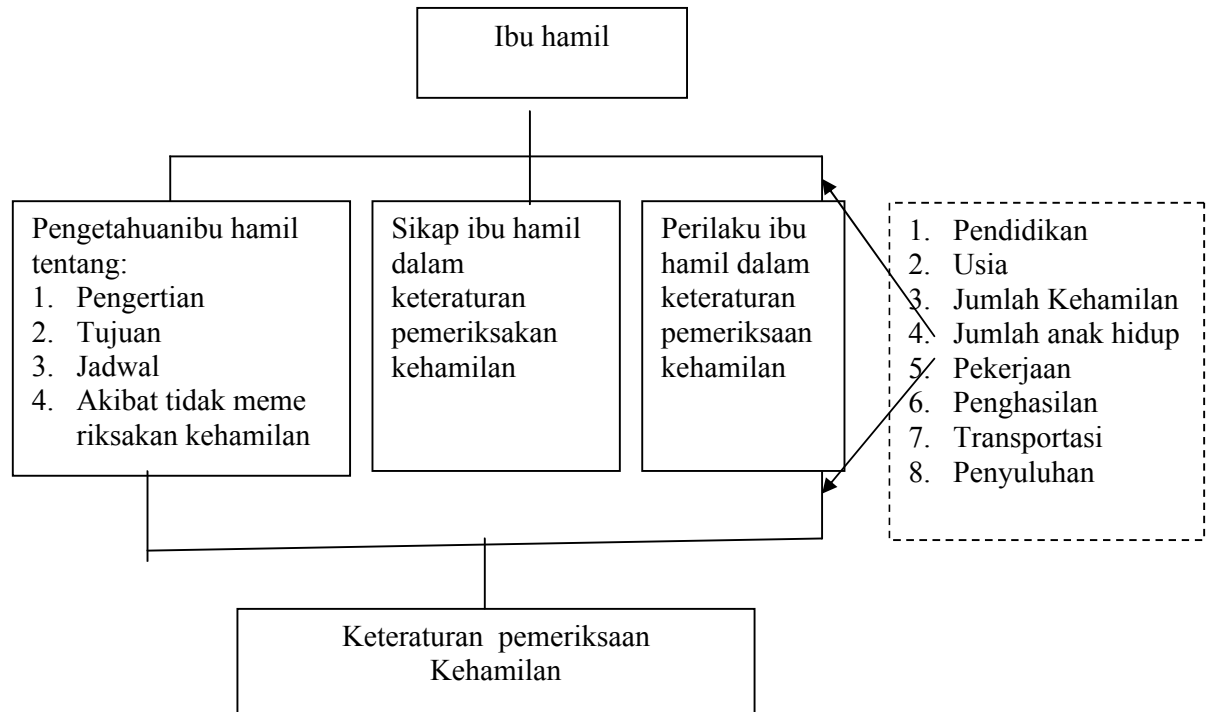 Ibu hamil
Pengetahuanibu hamil
tentang:
1. Pengertian
2. Tujuan
3. Jadwal
4. Akibat tidak meme
riksakan kehamilan
Sikap ibu hamil
dalam
keteraturan
pemeriksakan
kehamilan
Perilaku ibu
hamil dalam
keteraturan
pemeriksaan
kehamilan
1. Pendidikan
2. Usia
3. Jumlah Kehamilan
4. Jumlah anak hidup
5. Pekerjaan
6. Penghasilan
7. Transportasi
8. Penyuluhan
Keteraturan pemeriksaan
Kehamilan